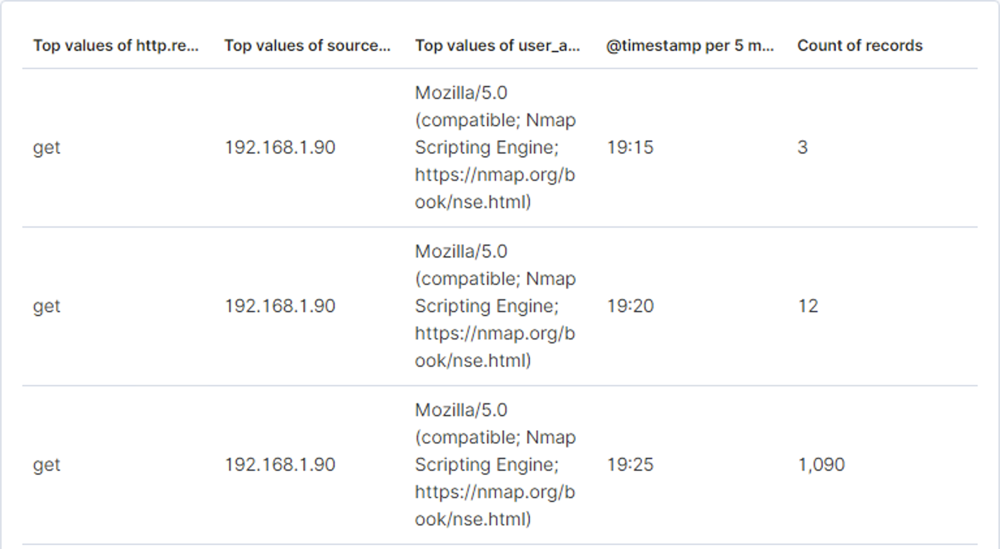 Top values of http.re... Top values of source... Top values of user_a... @timestamp per 5 m... Count of records
Mozilla/5.0
(compatible; Nmap
get 192.168.1.90 Scripting Engine; 19:15 3
https://nmap.org/b
ook/nse.html)
Mozilla/5.0
(compatible; Nmap
get 192.168.1.90 Scripting Engine; 19:20 12
https://nmap.org/b
ook/nse.html)
Mozilla/5.0
(compatible; Nmap
get 192.168.1.90 Scripting Engine; 19:25 1,090
https://nmap.org/b
ook/nse.html)